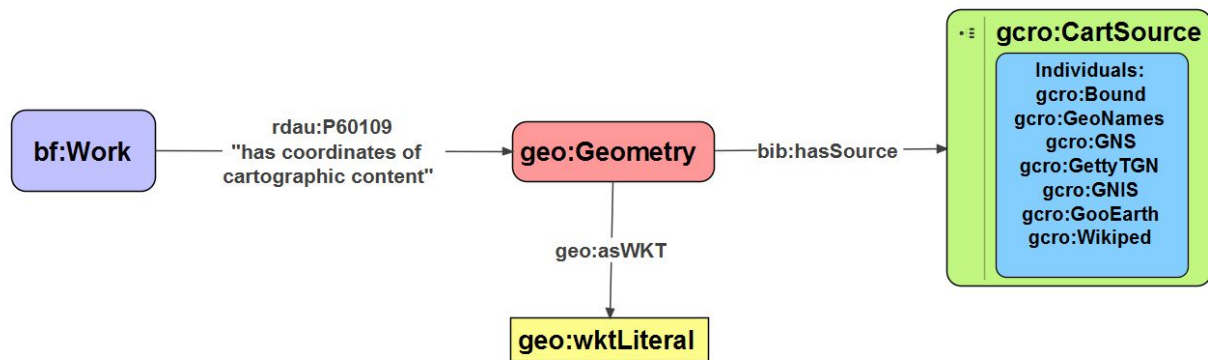 bf:Work
rdau:P60109
"has coordinates of
cartographic content"
geo:Geometry
bib:hasSource
gcro:CartSource
Individuals:
gcro:Bound
gcro:GeoNames
gcro:GNS
gcro:GettyTGN
gcro:GNIS
gcro:GooEarth
gcro:Wikiped
geo:asWKT
geo:wktLiteral